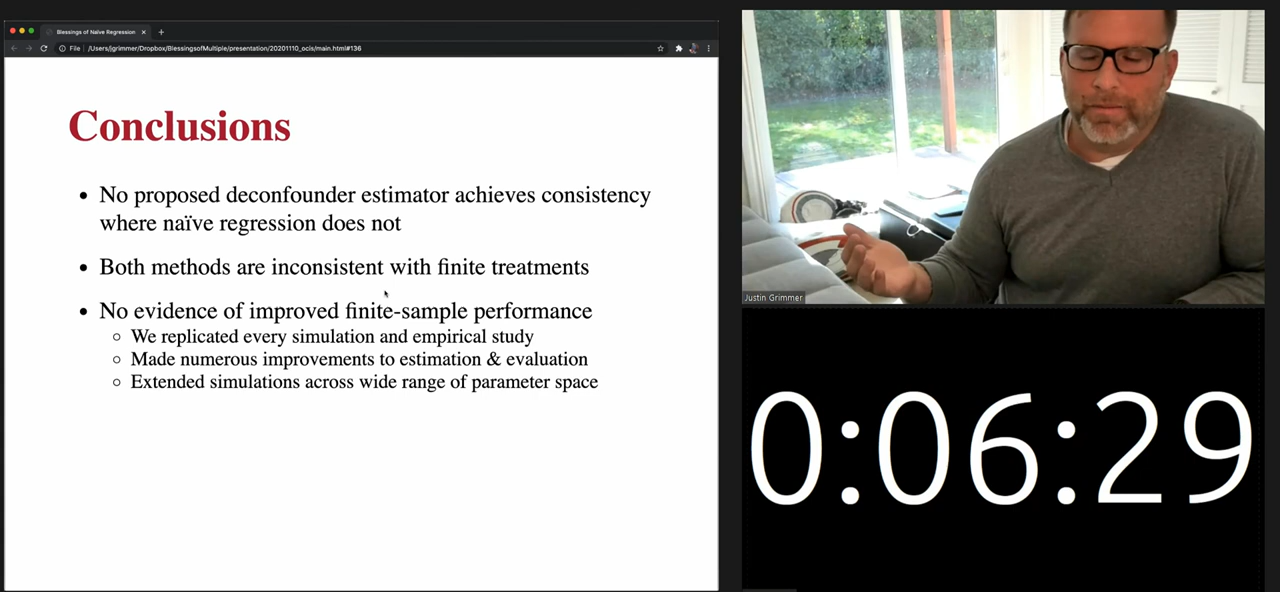 Blessings of Naïve Regression
File
/Users/jgrimmer/Dropbox/BlessingsofMultiple/presentation/20201110_ocis/main.html#136
Conclusions
• No proposed deconfounder estimator achieves consistency
where naïve regression does not
• Both methods are inconsistent with finite treatments
• No evidence of improved finite-sample performance
○ We replicated every simulation and empirical study
○ Made numerous improvements to estimation & evaluation
○ Extended simulations across wide range of parameter space
Justin Grimmer
0:06:29